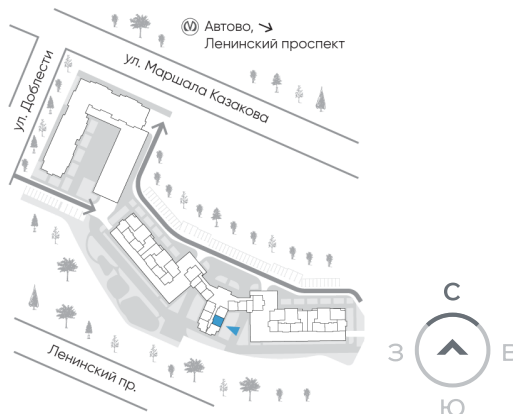 М Автово, ↘
Ленинский проспект
ул. Маршала Казакова
ул. Доблести
Ленинский пр.
С
З
В
Ю